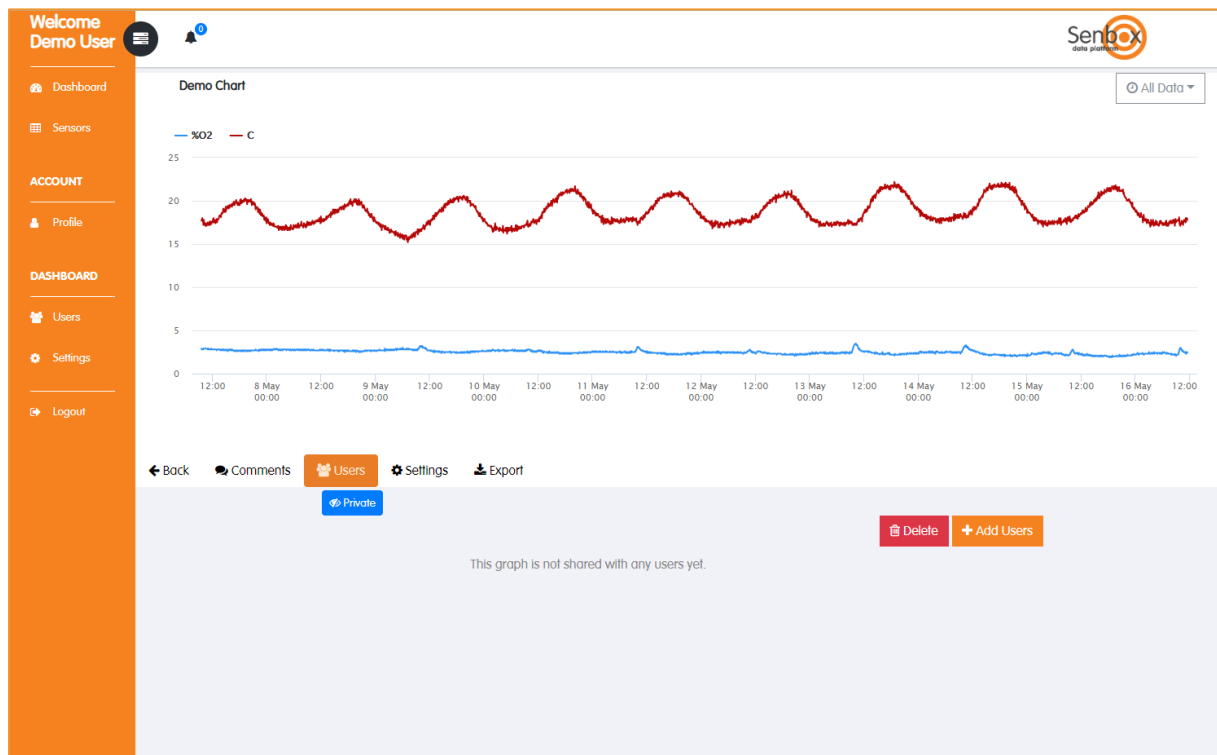 Welcome
Demo User
0
Senbox
data platform
Dashboard
Sensors
ACCOUNT
Profile
DASHBOARD
Users
Settings
Logout
Demo Chart
All Data
%O2 C
25
20
15
10
5
0
12:00 8 May 12:00 9 May 12:00 10 May 12:00 11 May 12:00 12 May 12:00 13 May 12:00 14 May 12:00 15 May 12:00 16 May 12:00
00:00 00:00 00:00 00:00 00:00 00:00 00:00 00:00 00:00
Back Comments Users Settings Export
Private
Delete Add Users
This graph is not shared with any users yet.